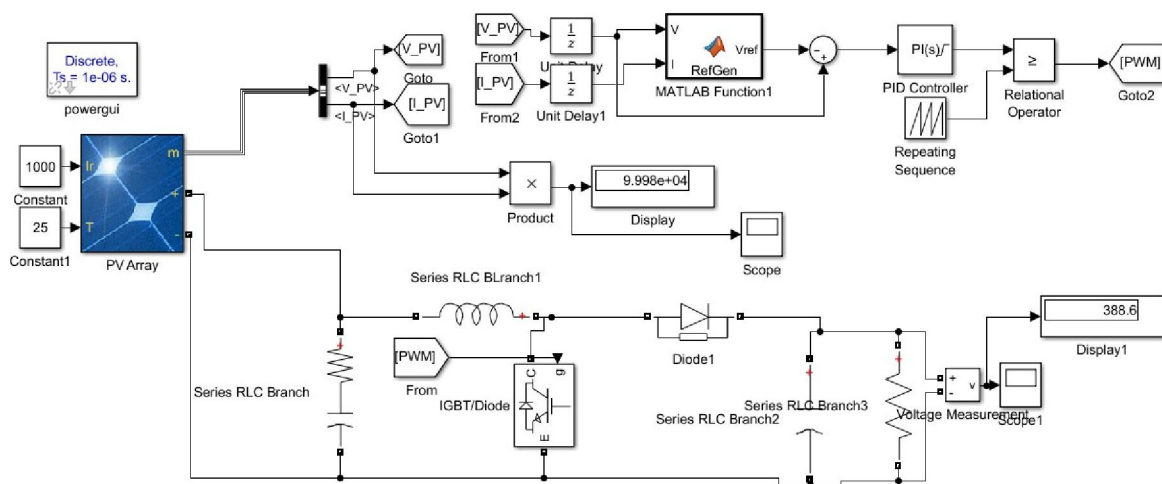 Discrete,
Ts = 1e-06 s.
powergui
[V_PV]
Goto
<V_PV>
[I_PV]
<I_PV>
Goto1
[V_PV]
From1
1
z
Unit Delay
[I_PV]
From2
1
z
Unit Delay1
V
I
Vref
RefGen
MATLAB Function1
PI(s)
PID Controller
Repeating
Sequence
≥
Relational
Operator
[PWM]
Goto2
1000
Constant
25
Constant1
Ir
T
m
+
-
PV Array
×
Product
9.998e+04
Display
Scope
Series RLC BLranch1
Series RLC Branch
[PWM]
From
g
C
E
IGBT/Diode
Diode1
Series RLC Branch2
Series RLC Branch3
+
-
v
Voltage Measurement
388.6
Display1
Scope1